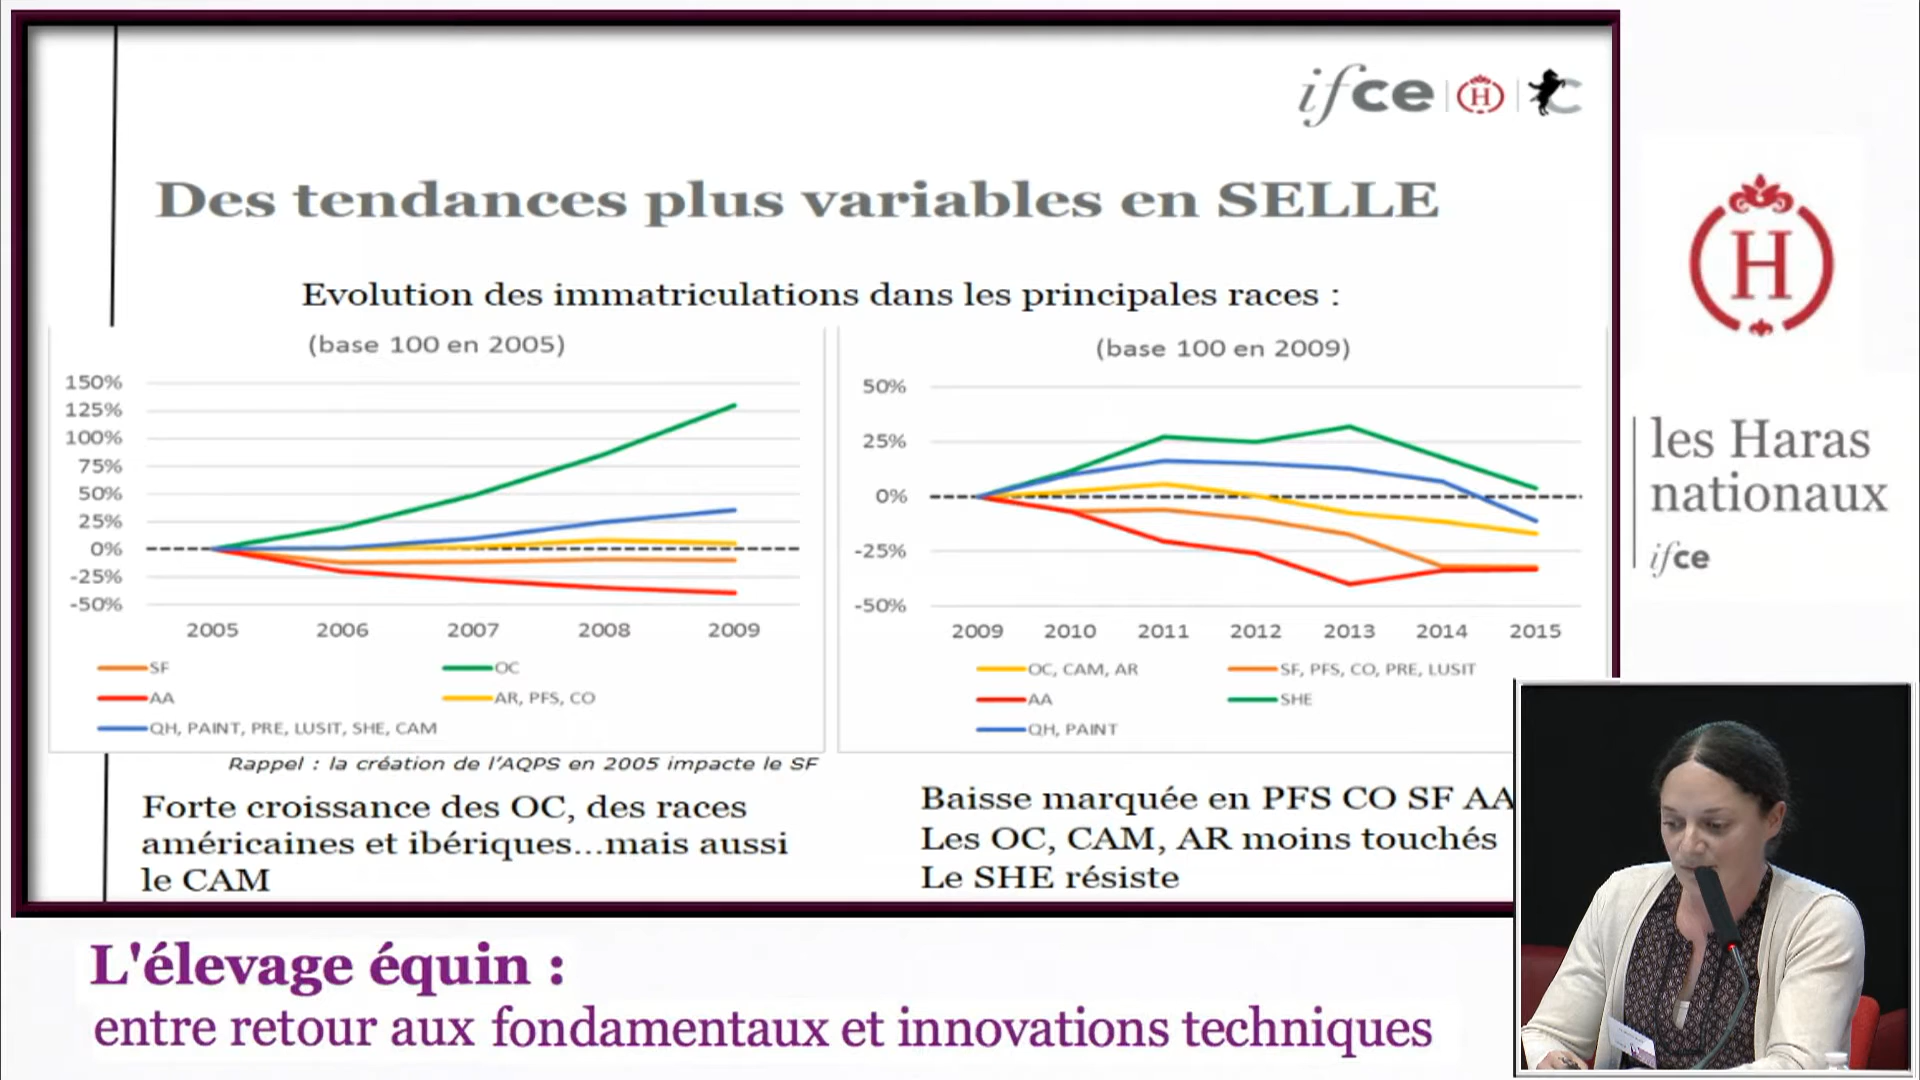 ifce
H
C
Des tendances plus variables en SELLE
Evolution des immatriculations dans les principales races :
(base 100 en 2005)
150%
125%
100%
75%
50%
25%
0%
-25%
-50%
2005 2006 2007 2008 2009
SF OC
AA AR, PFS, CO
QH, PAINT, PRE, LUSIT, SHE, CAM
Rappel : la création de l'AQPS en 2005 impacte le SF
Forte croissance des OC, des races
américaines et ibériques...mais aussi
le CAM
(base 100 en 2009)
50%
25%
0%
-25%
-50%
2009 2010 2011 2012 2013 2014 2015
OC, CAM, AR SF, PFS, CO, PRE, LUSIT
AA SHE
QH, PAINT
Baisse marquée en PFS CO SF AA
Les OC, CAM, AR moins touchés
Le SHE résiste
H
les Haras
nationaux
ifce
L'élevage équin :
entre retour aux fondamentaux et innovations techniques